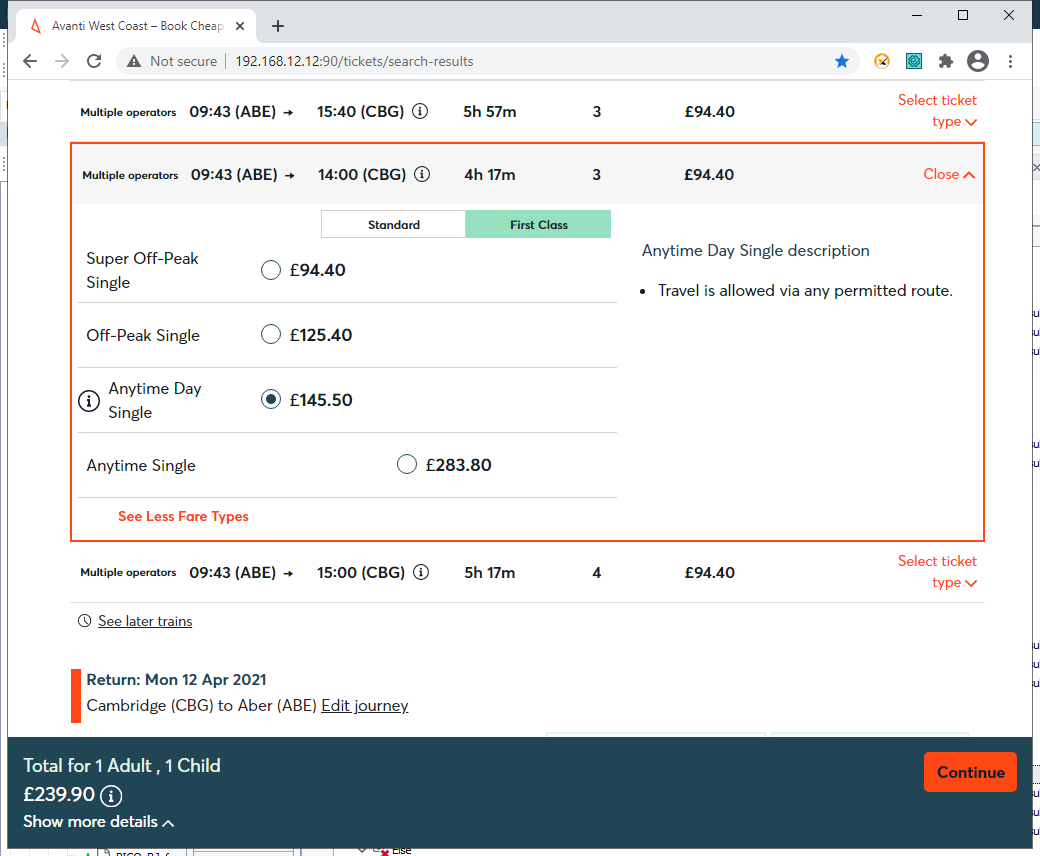 Avanti West Coast – Book Cheap
Not secure 192.168.12.12:90/tickets/search-results
Multiple operators 09:43 (ABE) → 15:40 (CBG) 5h 57m 3 £94.40 Select ticket type
Multiple operators 09:43 (ABE) → 14:00 (CBG) 4h 17m 3 £94.40 Close
Standard First Class
Super Off-Peak Single £94.40
Off-Peak Single £125.40
Anytime Day Single £145.50
Anytime Single £283.80
See Less Fare Types
Anytime Day Single description
• Travel is allowed via any permitted route.
Multiple operators 09:43 (ABE) → 15:00 (CBG) 5h 17m 4 £94.40 Select ticket type
See later trains
Return: Mon 12 Apr 2021
Cambridge (CBG) to Aber (ABE) Edit journey
Total for 1 Adult , 1 Child
£239.90
Show more details
Continue
Else